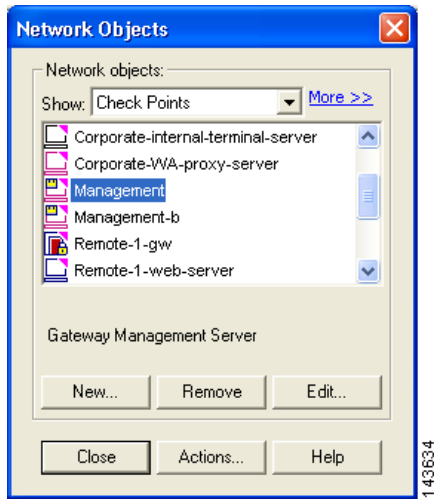 Network Objects
Network objects:
Show: Check Points More >>
Corporate-internal-terminal-server
Corporate-WA-proxy-server
Management
Management-b
Remote-1-gw
Remote-1-web-server
Gateway Management Server
New... Remove Edit...
Close Actions... Help
143634